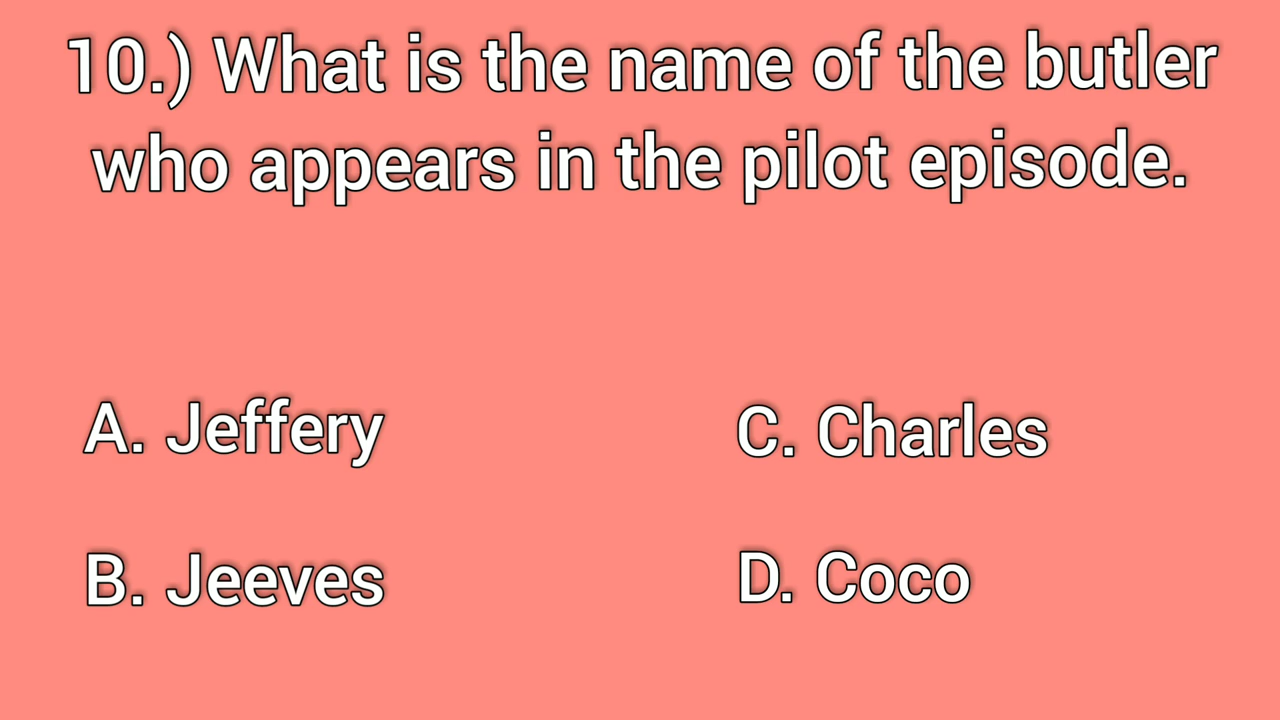 10.) What is the name of the butler
who appears in the pilot episode.
A. Jeffery
C. Charles
B. Jeeves
D. Coco